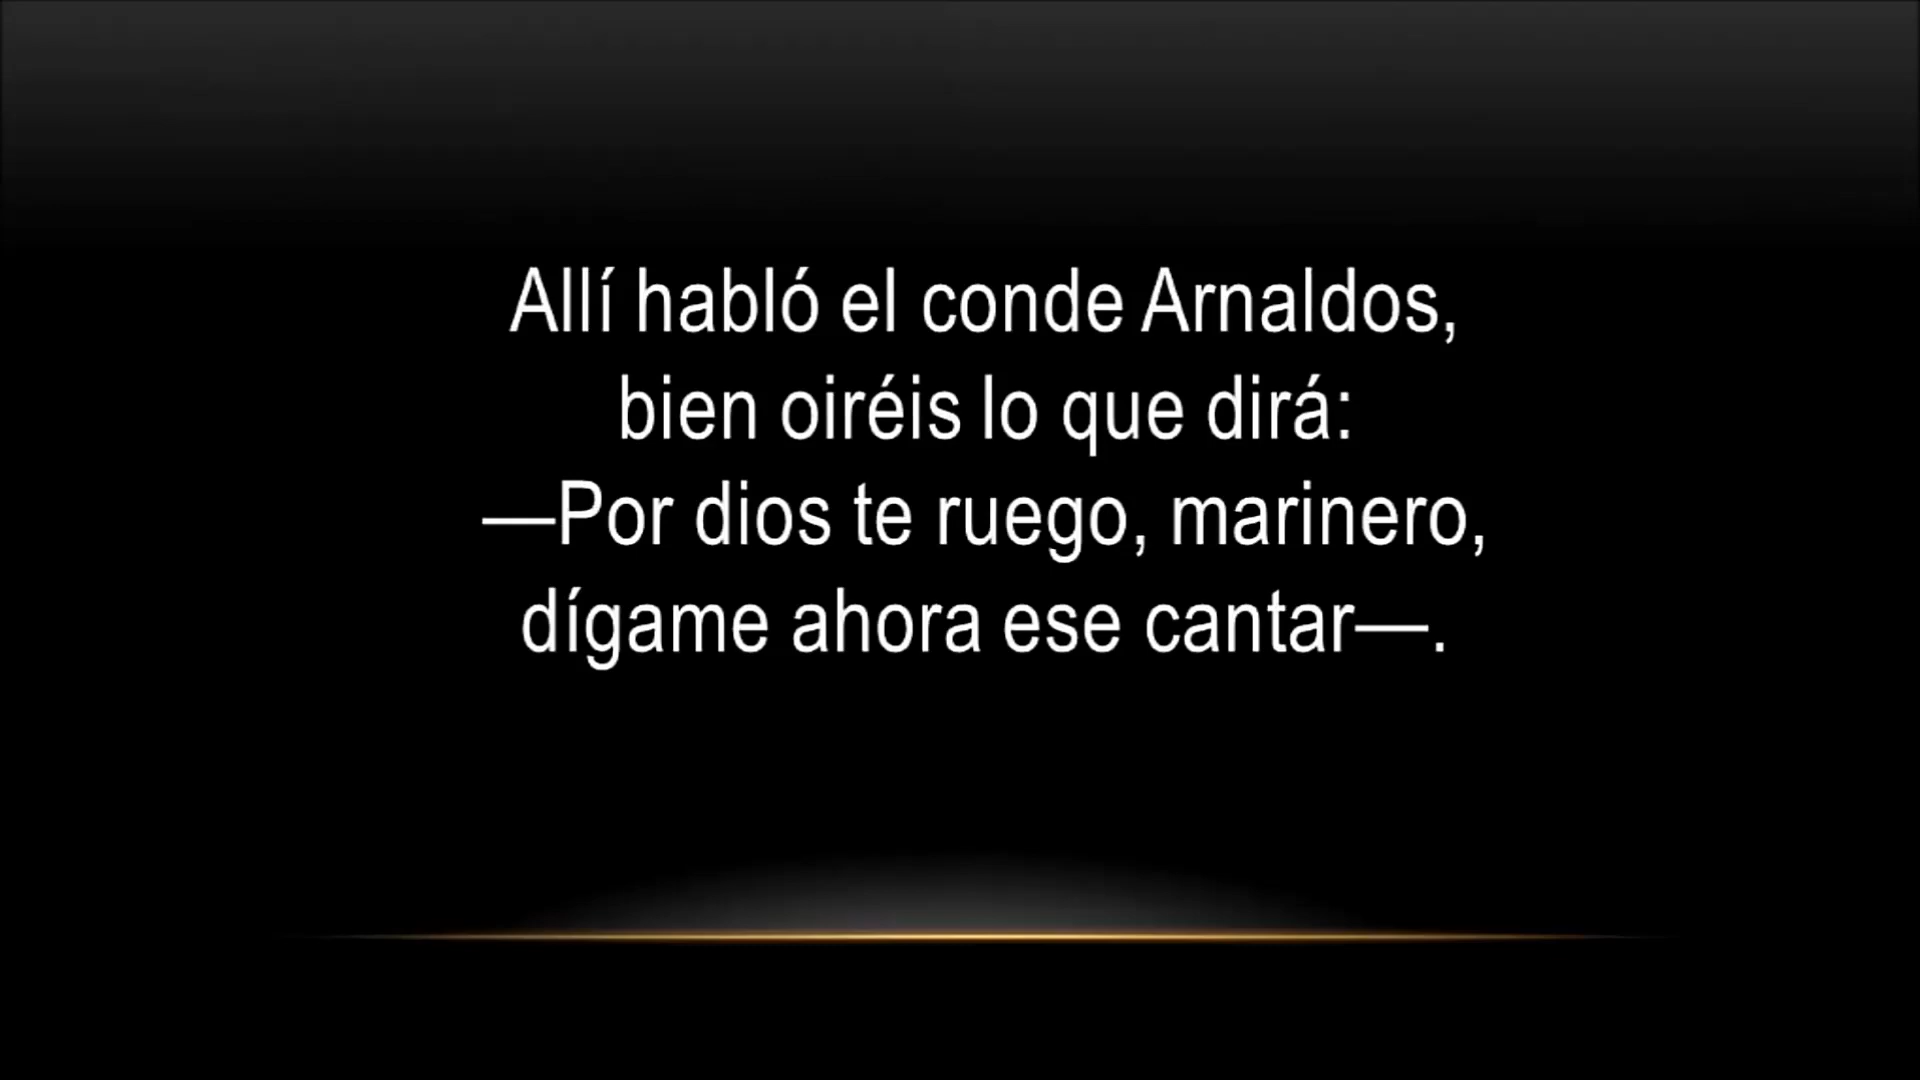 Allí habló el conde Arnaldos,
bien oiréis lo que dirá:
—Por dios te ruego, marinero,
dígame ahora ese cantar—.